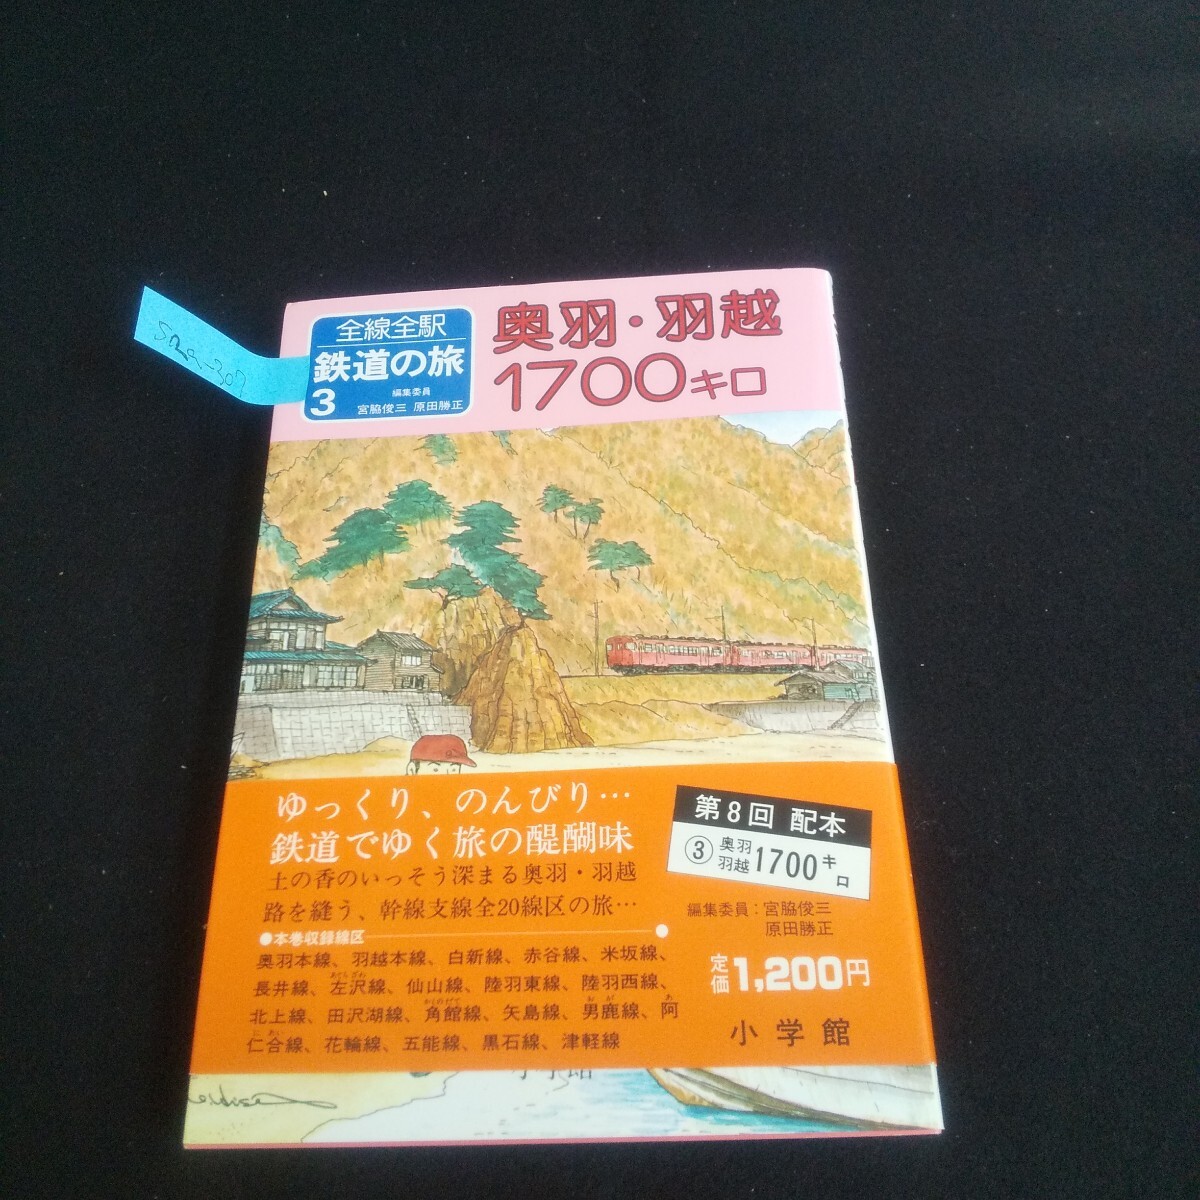 全線全駅
鉄道の旅
3
編集委員
宮脇俊三 原田勝正
奥羽・羽越
1700キロ
ゆっくり、のんびり…
鉄道でゆく旅の醍醐味
土の香のいっそう深まる奥羽・羽越
路を縫う、幹線支線全20線区の旅…
●本巻収録線区
奥羽本線、羽越本線、白新線、赤谷線、米坂線、
長井線、左沢線、仙山線、陸羽東線、陸羽西線、
北上線、田沢湖線、角館線、矢島線、男鹿線、阿
仁合線、花輪線、五能線、黒石線、津軽線
第8回 配本
③奥羽羽越1700キロ
編集委員：宮脇俊三
原田勝正
定価1,200円
小学館